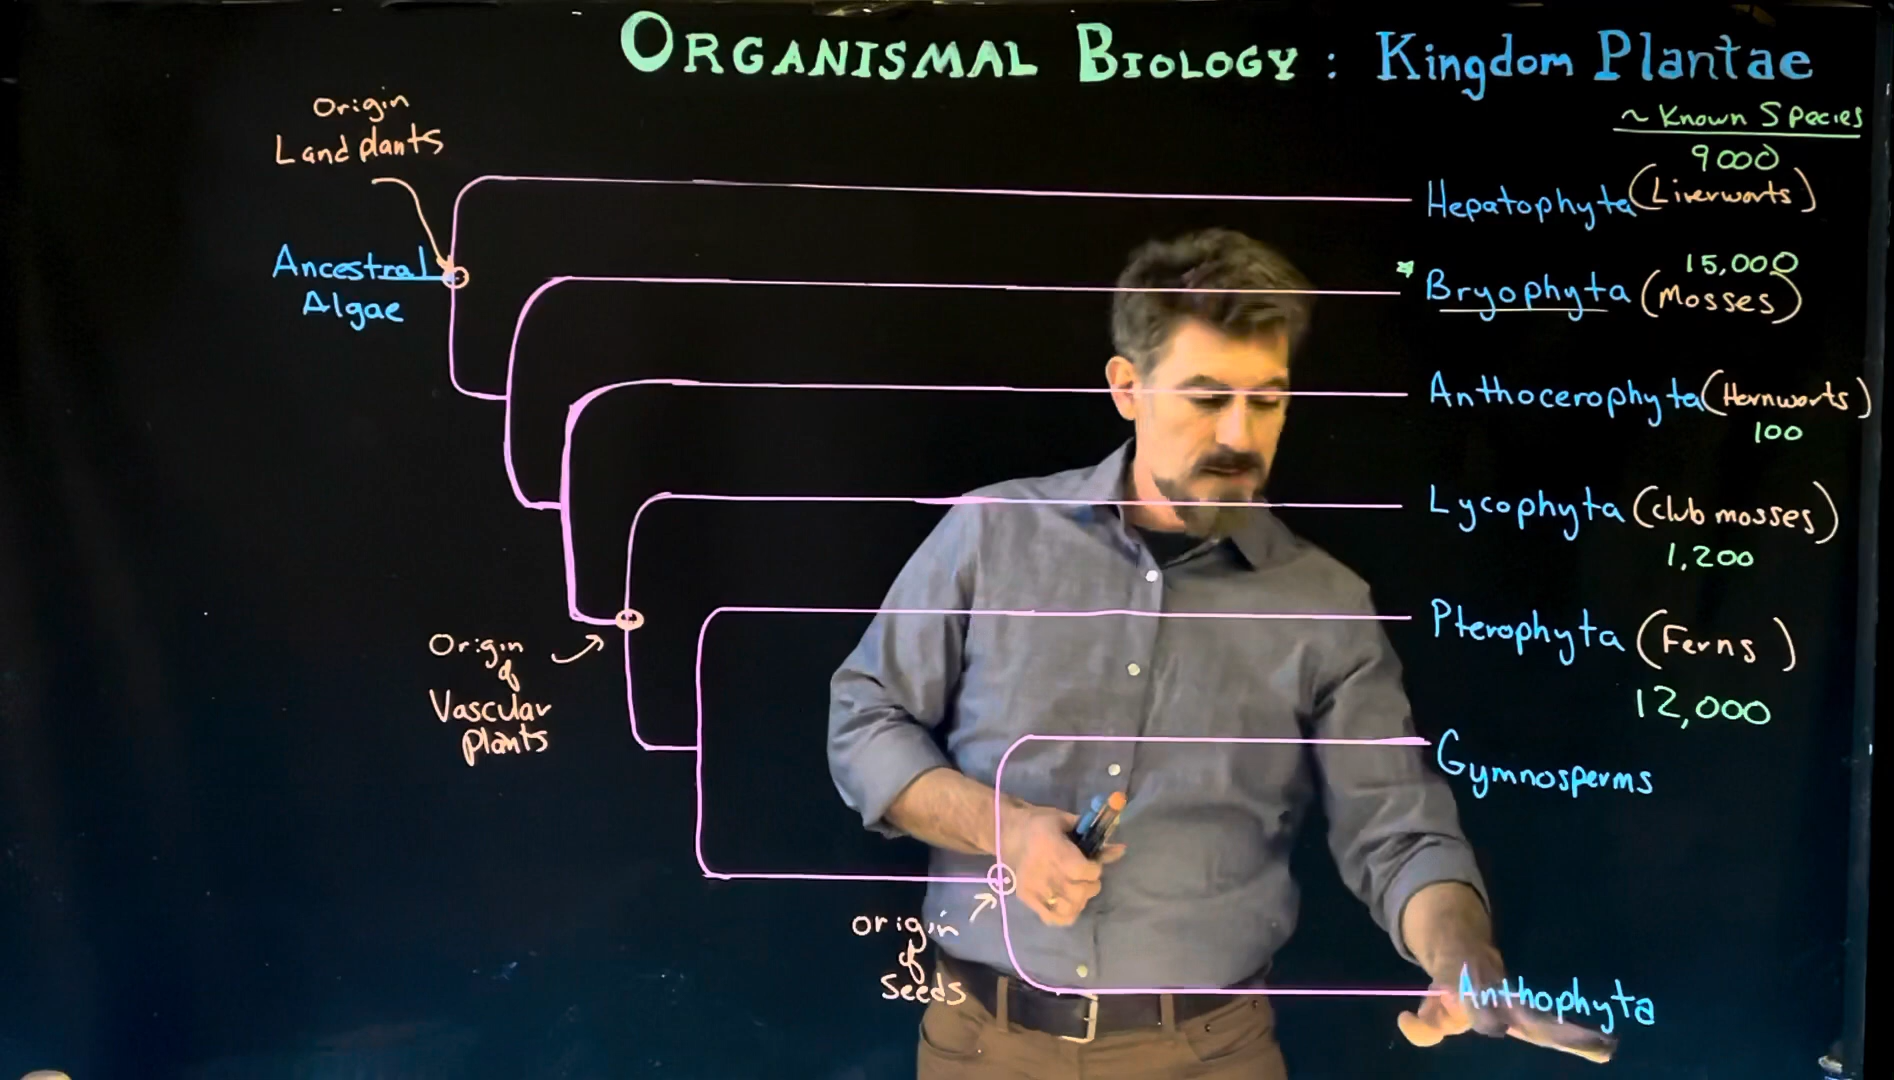 ORGANISMAL BIOLOGY : Kingdom Plantae
~ Known Species
Origin
Land plants
9000
Hepatophyta (Liverworts)
Ancestral
Algae
15,000
Bryophyta (Mosses)
Anthocerophyta (Hornworts)
100
Lycophyta (club mosses)
1,200
Pterophyta (Ferns)
12,000
Origin
of
Vascular
plants
Gymnosperms
origin
of
Seeds
Anthophyta